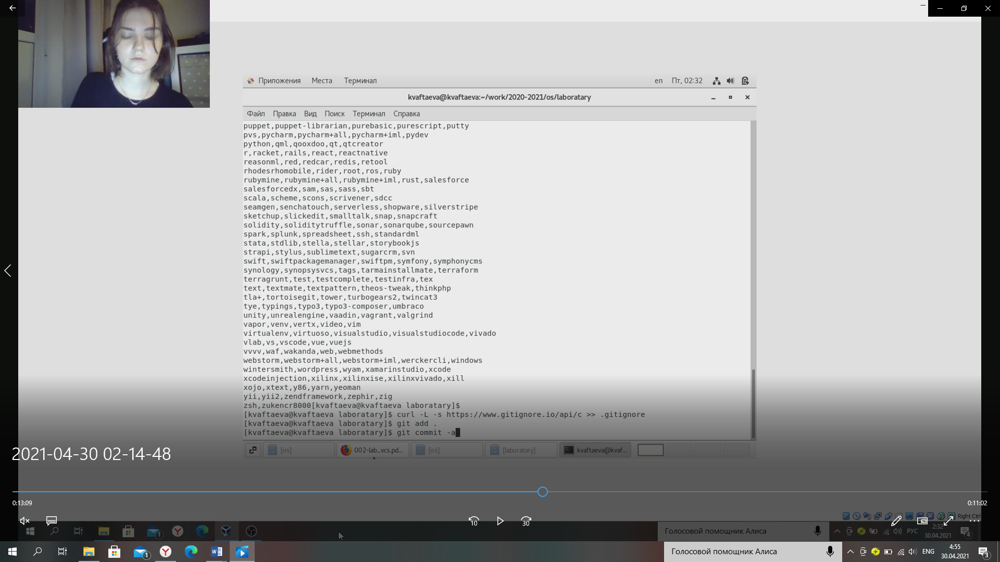 Приложения Места Терминал en Пт, 02:32
kvaftaeva@kvaftaeva:~/work/2020-2021/os/laboratary
Файл Правка Вид Поиск Терминал Справка
puppet,puppet-librarian,purebasic,purescript,putty
pvs,pycharm,pycharm+all,pycharm+iml,pydev
python,qml,qooxdoo,qt,qtcreator
r,racket,rails,react,reactnative
reasonml,red,redcar,redis,retool
rhodesrhomobile,rider,root,ros,ruby
rubymine,rubymine+all,rubymine+iml,rust,salesforce
salesforcedx,sam,sas,sass,sbt
scala,scheme,scons,scrivener,sdcc
seamgen,senchatouch,serverless,shopware,silverstripe
sketchup,slickedit,smalltalk,snap,snapcraft
solidity,soliditytruffle,sonar,sonarqube,sourcepawn
spark,splunk,spreadsheet,ssh,standardml
stata,stdlib,stella,stellar,storybookjs
strapi,stylus,sublimetext,sugarcrm,svn
swift,swiftpackagemanager,swiftpm,symfony,symphonycms
synology,synopsysvcs,tags,tarmainstallmate,terraform
terragrunt,test,testcomplete,testinfra,tex
text,textmate,textpattern,theos-tweak,thinkphp
tla+,tortoisegit,tower,turbogears2,twincat3
tye,typings,typo3,typo3-composer,umbraco
unity,unrealengine,vaadin,vagrant,valgrind
vapor,venv,vertx,video,vim
virtualenv,virtuoso,visualstudio,visualstudiocode,vivado
vlab,vs,vscode,vue,vuejs
vvvv,waf,wakanda,web,webmethods
webstorm,webstorm+all,webstorm+iml,werckercli,windows
wintersmith,wordpress,wyam,xamarinstudio,xcode
xcodeinjection,xilinx,xilinxise,xilinxvivado,xill
xojo,xtext,y86,yarn,yeoman
yii,yii2,zendframework,zephir,zig
zsh,zukencr8000[kvaftaeva@kvaftaeva laboratary]$
[kvaftaeva@kvaftaeva laboratary]$ curl -L -s https://www.gitignore.io/api/c >> .gitignore
[kvaftaeva@kvaftaeva laboratary]$ git add .
[kvaftaeva@kvaftaeva laboratary]$ git commit -a
[os] 002-lab_vcs.pd... [os] [laboratary] kvaftaeva@kvaf...
2021-04-30 02-14-48
0:13:09 0:11:02
10 30
Right Ctrl
1 Голосовой помощник Алиса РУС 2:32
30.04.2021 4
1 Голосовой помощник Алиса ENG 4:55
30.04.2021 3